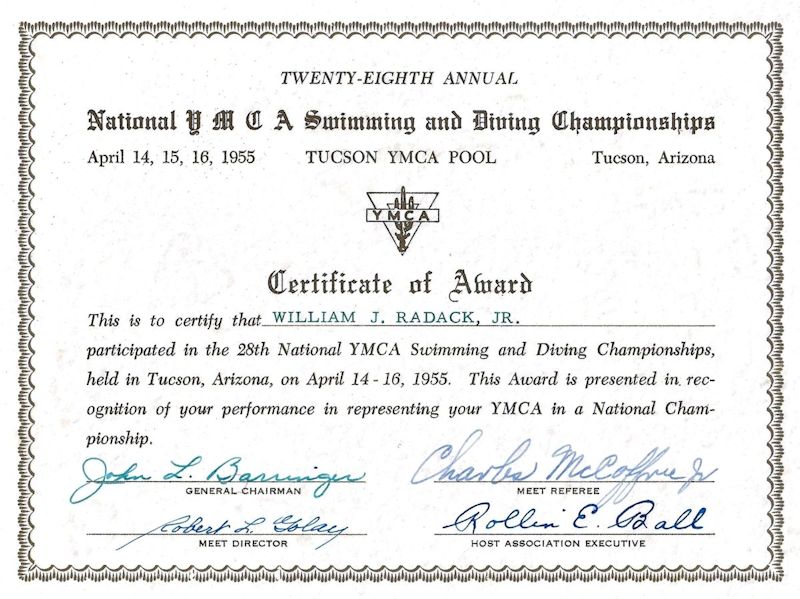 TWENTY-EIGHTH ANNUAL
National Y M C A Swimming and Diving Championships
April 14, 15, 16, 1955 TUCSON YMCA POOL Tucson, Arizona
YMCA
Certificate of Award
This is to certify that WILLIAM J. RADACK, JR.
participated in the 28th National YMCA Swimming and Diving Championships,
held in Tucson, Arizona, on April 14-16, 1955. This Award is presented in rec-
ognition of your performance in representing your YMCA in a National Cham-
pionship.
John L. Barringer Charles McCaffree Jr
GENERAL CHAIRMAN MEET REFEREE
Robert L. Golay Rollin E. Ball
MEET DIRECTOR HOST ASSOCIATION EXECUTIVE